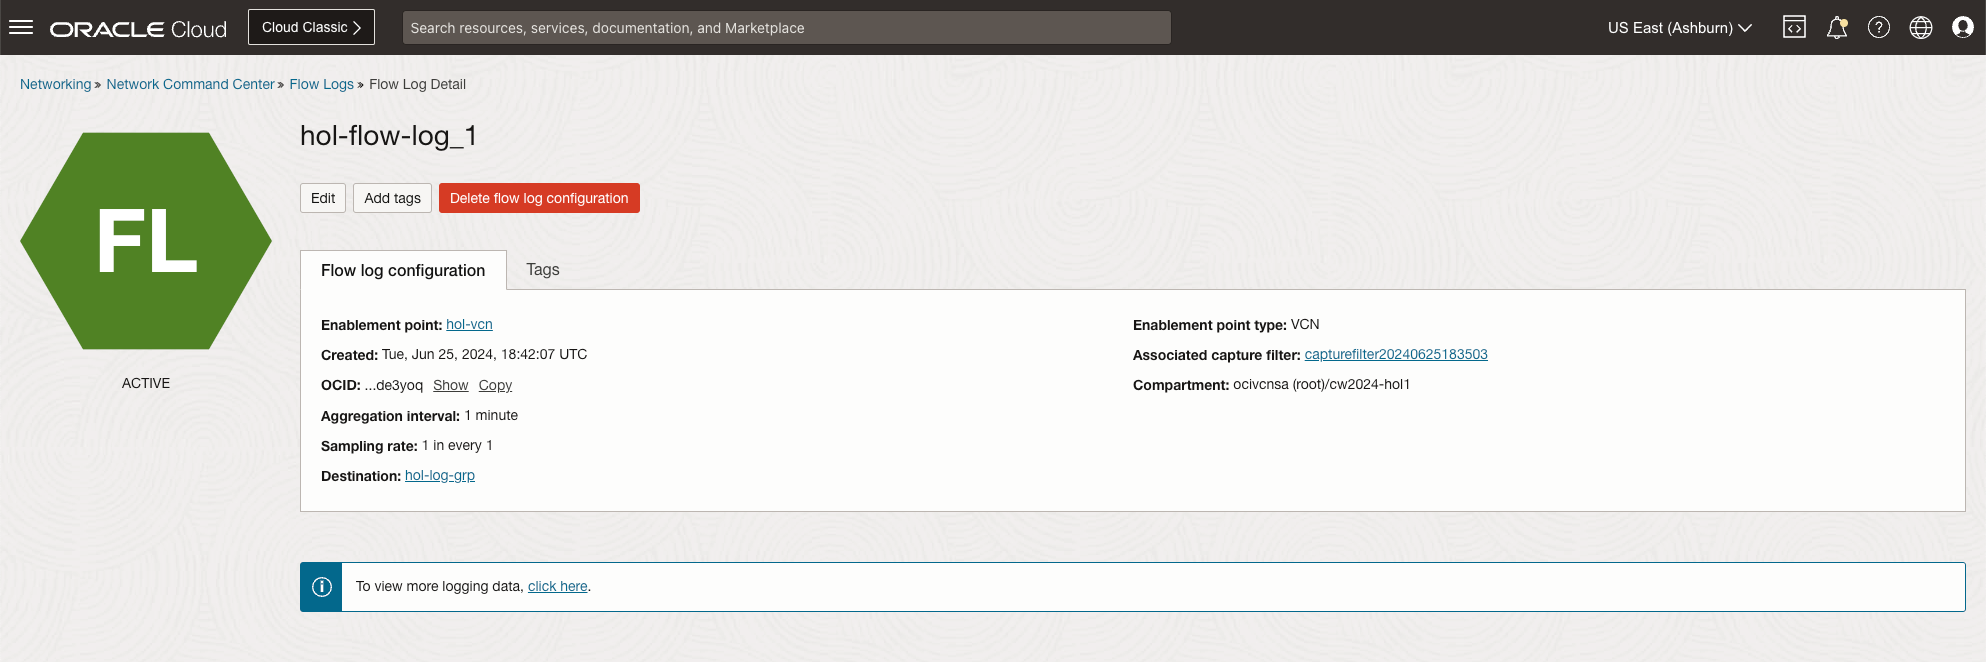 ORACLE Cloud
Cloud Classic
Search resources, services, documentation, and Marketplace
US East (Ashburn)
Networking » Network Command Center » Flow Logs » Flow Log Detail
hol-flow-log_1
FL
ACTIVE
Edit
Add tags
Delete flow log configuration
Flow log configuration
Tags
Enablement point: hol-vcn
Created: Tue, Jun 25, 2024, 18:42:07 UTC
OCID: ...de3yoq Show Copy
Aggregation interval: 1 minute
Sampling rate: 1 in every 1
Destination: hol-log-grp
Enablement point type: VCN
Associated capture filter: capturefilter20240625183503
Compartment: ocivcnsa (root)/cw2024-hol1
To view more logging data, click here.